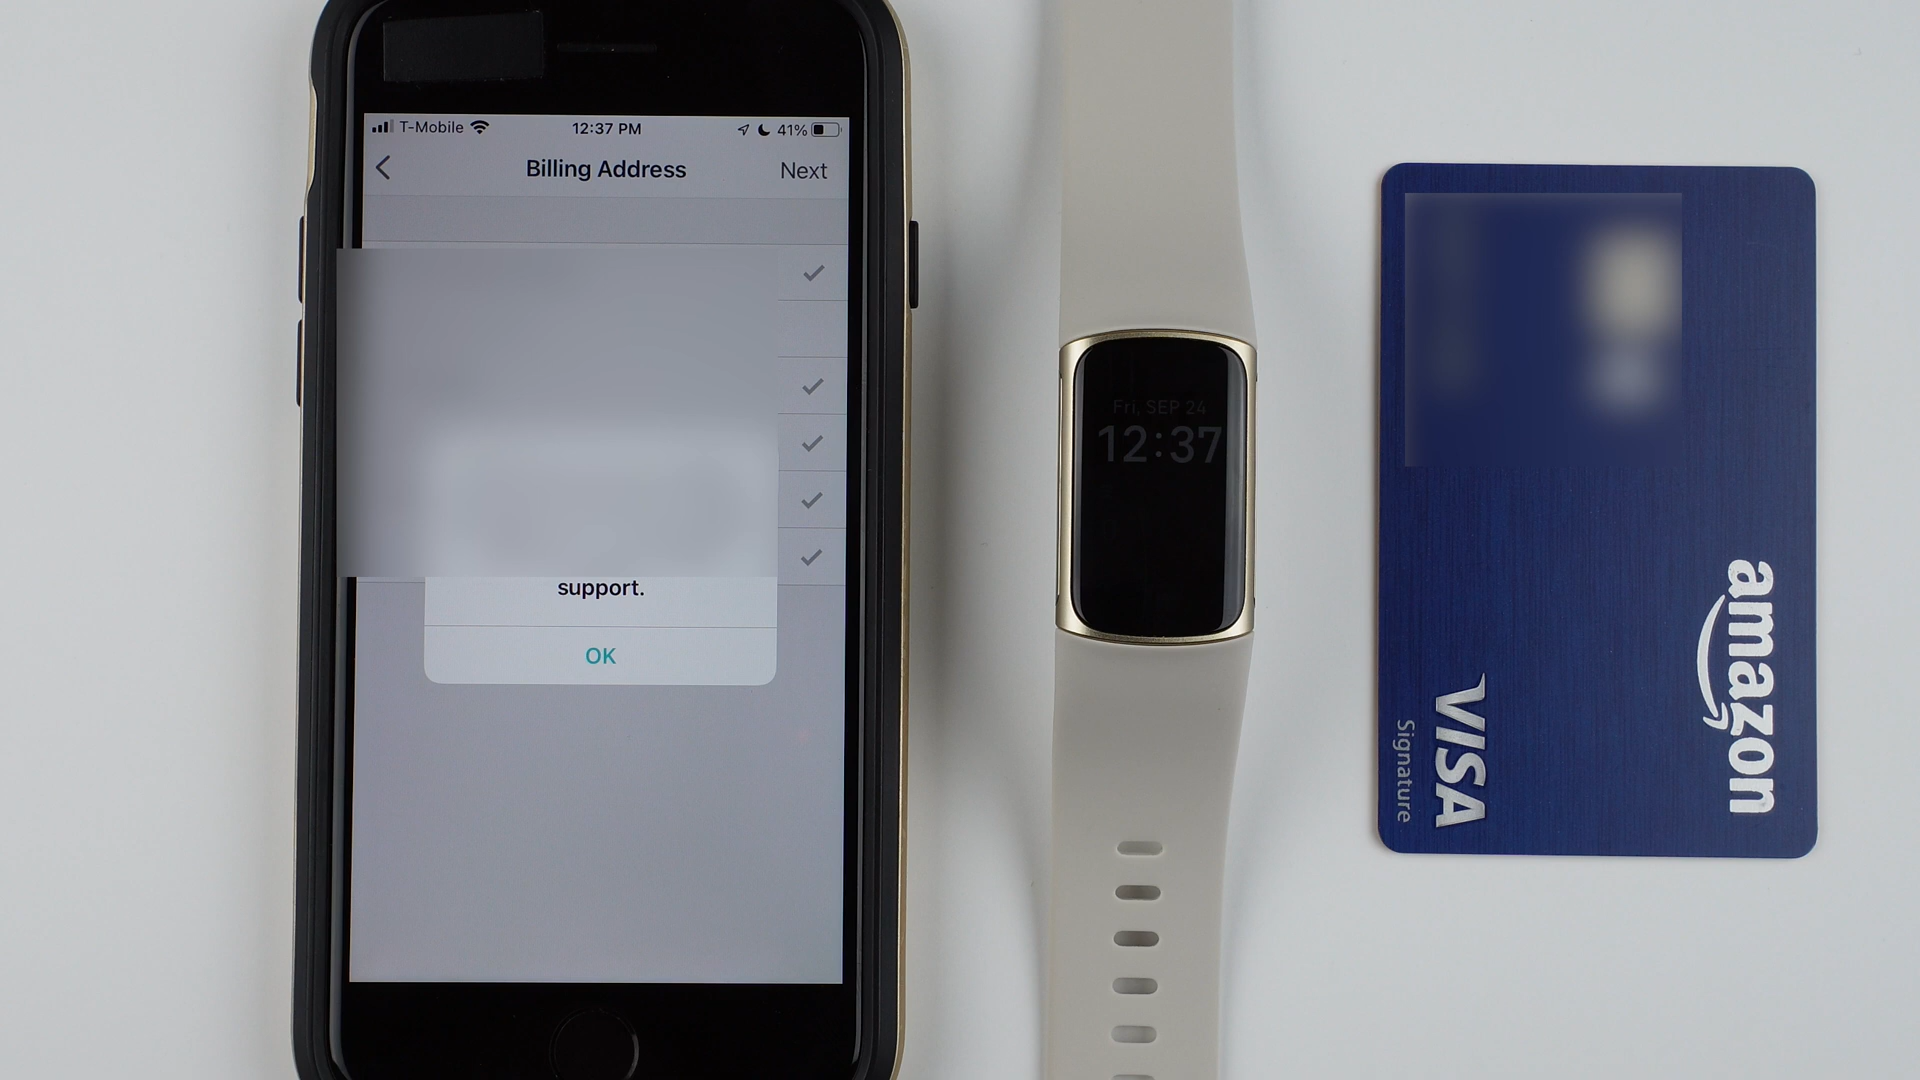 T-Mobile
12:37 PM
41%
Billing Address
Next
support.
OK
Fri, SEP 24
12:37
amazon
VISA
Signature